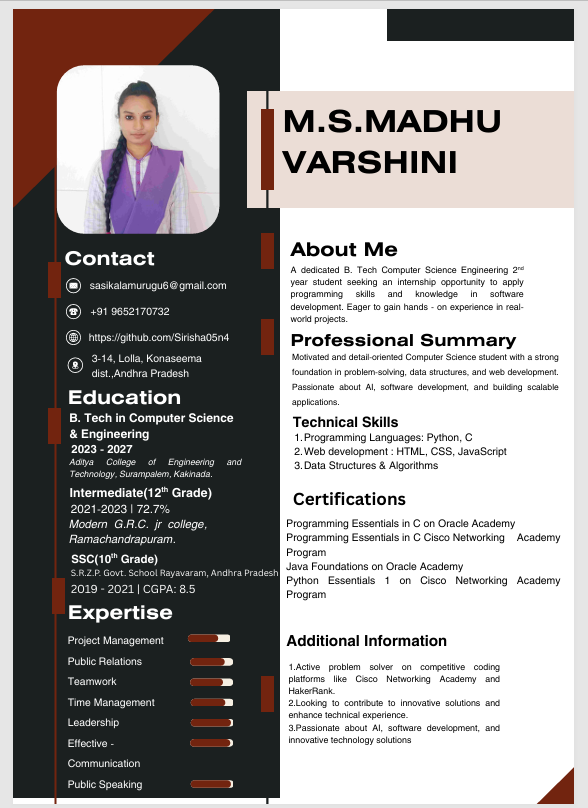 M.S.MADHU
VARSHINI
Contact
sasikalamurugu6@gmail.com
+91 9652170732
https://github.com/Sirisha05n4
3-14, Lolla, Konaseema
dist.,Andhra Pradesh
Education
B. Tech in Computer Science
& Engineering
2023 - 2027
Aditya College of Engineering and
Technology, Surampalem, Kakinada.
Intermediate(12th Grade)
2021-2023 | 72.7%
Modern G.R.C. jr college,
Ramachandrapuram.
SSC(10th Grade)
S.R.Z.P. Govt. School Rayavaram, Andhra Pradesh
2019 - 2021 | CGPA: 8.5
Expertise
Project Management
Public Relations
Teamwork
Time Management
Leadership
Effective -
Communication
Public Speaking
About Me
A dedicated B. Tech Computer Science Engineering 2nd
year student seeking an internship opportunity to apply
programming skills and knowledge in software
development. Eager to gain hands - on experience in real-
world projects.
Professional Summary
Motivated and detail-oriented Computer Science student with a strong
foundation in problem-solving, data structures, and web development.
Passionate about AI, software development, and building scalable
applications.
Technical Skills
1.Programming Languages: Python, C
2.Web development : HTML, CSS, JavaScript
3.Data Structures & Algorithms
Certifications
Programming Essentials in C on Oracle Academy
Programming Essentials in C Cisco Networking Academy
Program
Java Foundations on Oracle Academy
Python Essentials 1 on Cisco Networking Academy
Program
Additional Information
1.Active problem solver on competitive coding
platforms like Cisco Networking Academy and
HakerRank.
2.Looking to contribute to innovative solutions and
enhance technical experience.
3.Passionate about AI, software development, and
innovative technology solutions